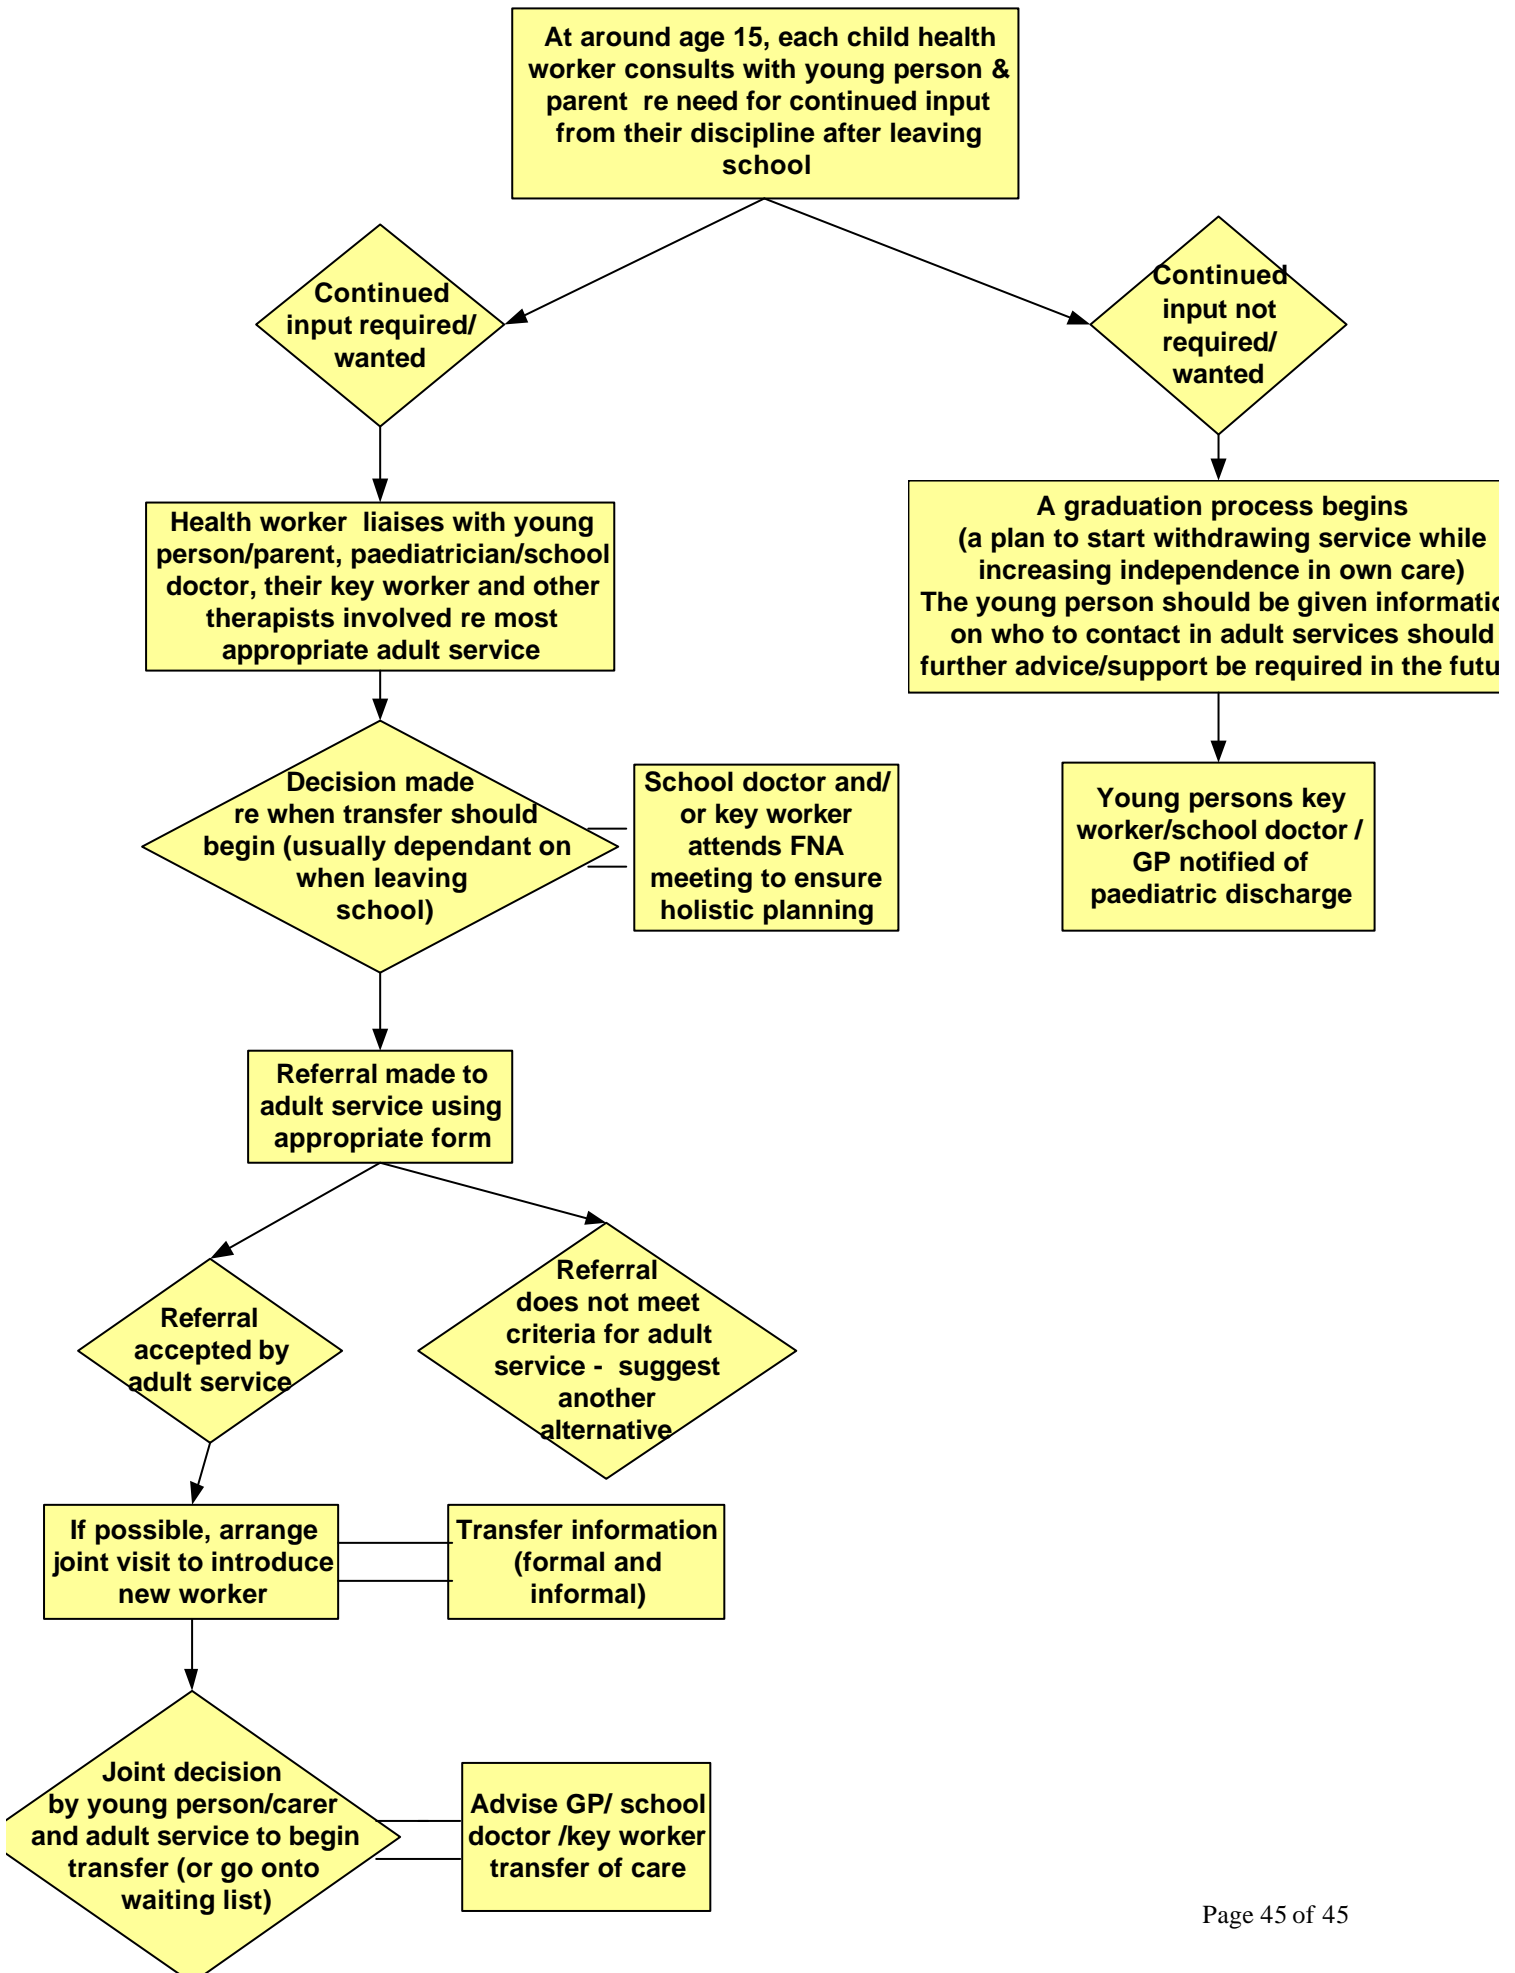 At around age 15, each child health
worker consults with young person &
parent re need for continued input
from their discipline after leaving
school
Continued
input required/
wanted
Continued
input not
required/
wanted
Health worker liaises with young
person/parent, paediatrician/school
doctor, their key worker and other
therapists involved re most
appropriate adult service
A graduation process begins
(a plan to start withdrawing service while
increasing independence in own care)
The young person should be given informatio
on who to contact in adult services should
further advice/support be required in the futu
Decision made
re when transfer should
begin (usually dependant on
when leaving
school)
School doctor and/
or key worker
attends FNA
meeting to ensure
holistic planning
Young persons key
worker/school doctor /
GP notified of
paediatric discharge
Referral made to
adult service using
appropriate form
Referral
accepted by
adult service
Referral
does not meet
criteria for adult
service - suggest
another
alternative
If possible, arrange
joint visit to introduce
new worker
Transfer information
(formal and
informal)
Joint decision
by young person/carer
and adult service to begin
transfer (or go onto
waiting list)
Advise GP/ school
doctor /key worker
transfer of care
Page 45 of 45